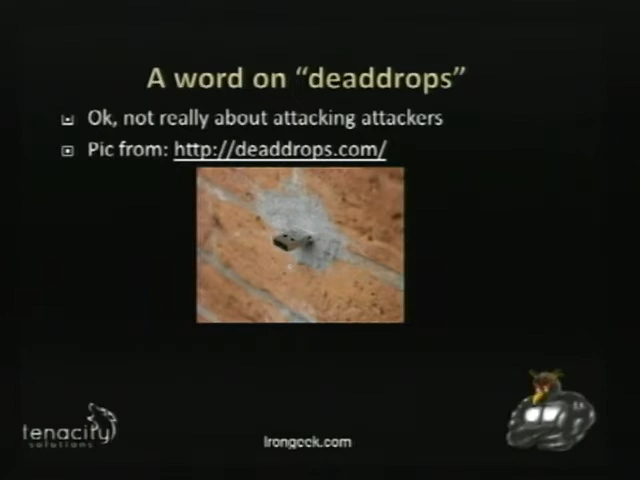 A word on “deaddrops”
Ok, not really about attacking attackers
Pic from: http://deaddrops.com/
tenacity
solutions
Irongeek.com